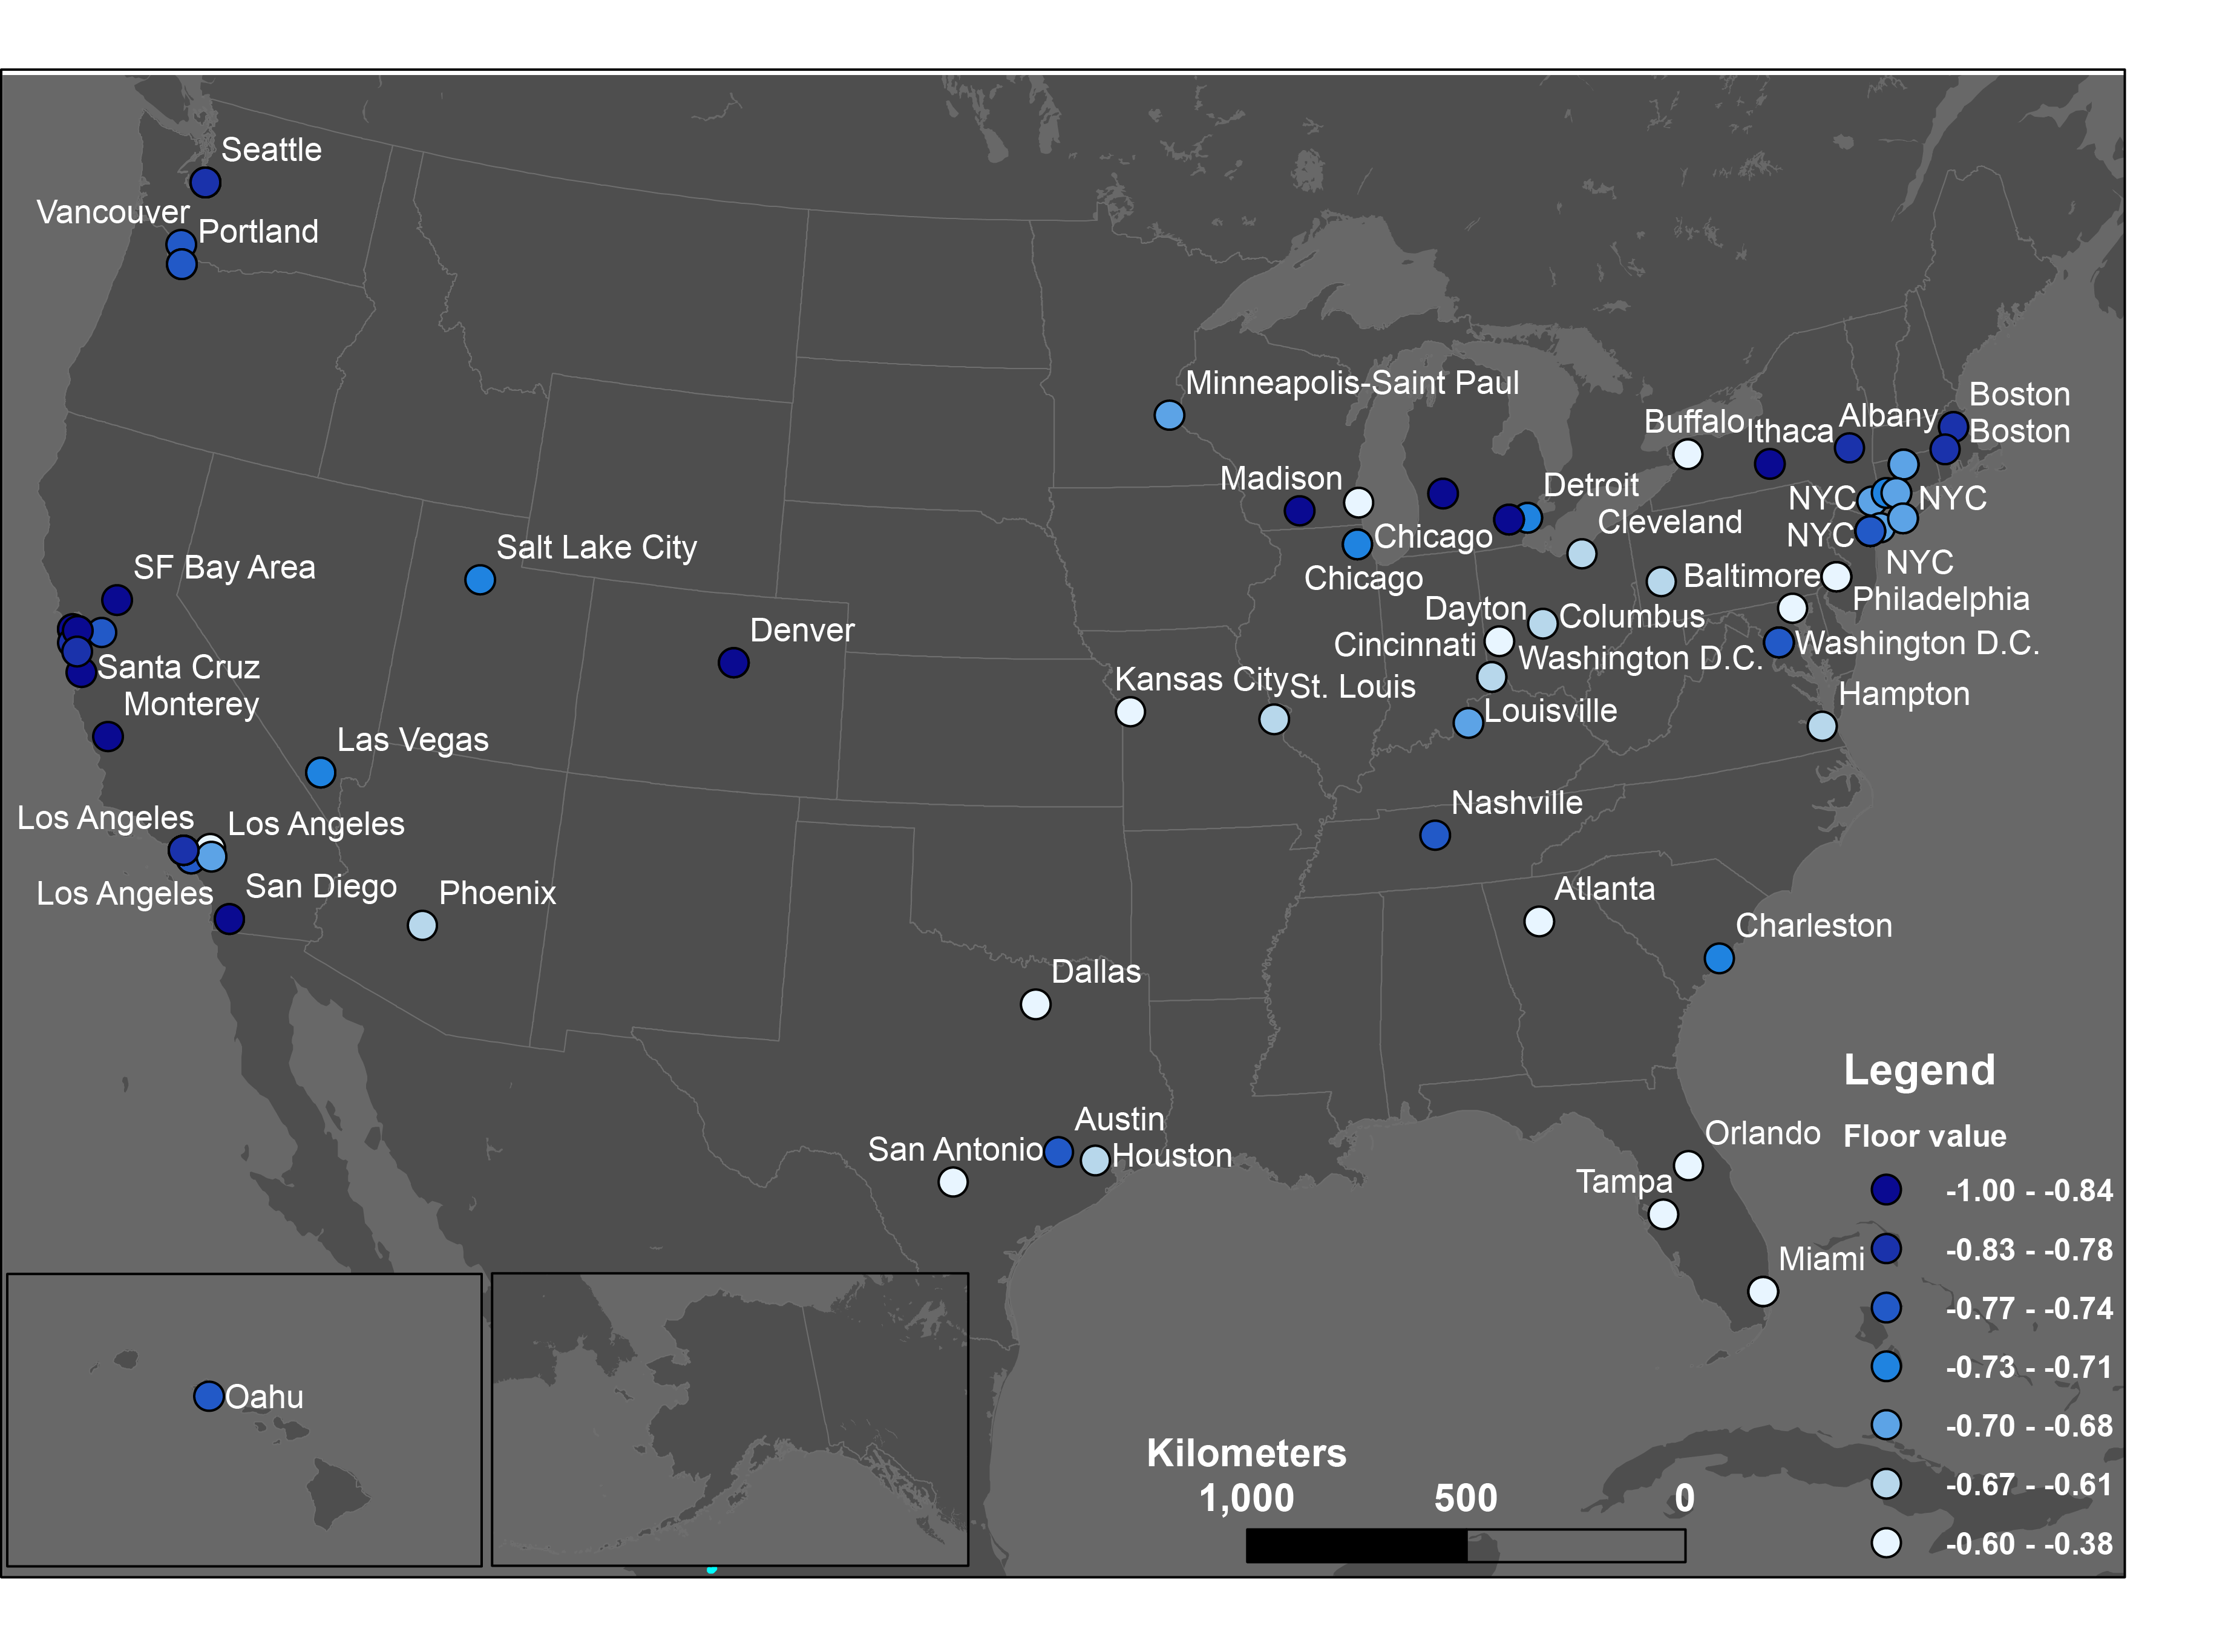 Seattle
Vancouver
Portland
Minneapolis-Saint Paul
Boston
Albany
Buffalo
Ithaca
Boston
Madison
Detroit
NYC
NYC
Cleveland
NYC
Chicago
Salt Lake City
SF Bay Area
NYC
Chicago
Baltimore
Philadelphia
Dayton
Columbus
Denver
Cincinnati
Washington D.C.
Washington D.C.
Santa Cruz
Kansas City
St. Louis
Hampton
Monterey
Louisville
Las Vegas
Nashville
Los Angeles
Los Angeles
Los Angeles
San Diego
Phoenix
Atlanta
Charleston
Dallas
Legend
Austin
Orlando
Floor value
San Antonio
Houston
Tampa
-1.00 - -0.84
-0.83 - -0.78
Miami
-0.77 - -0.74
-0.73 - -0.71
Oahu
-0.70 - -0.68
Kilometers
-0.67 - -0.61
1,000 500 0
-0.60 - -0.38